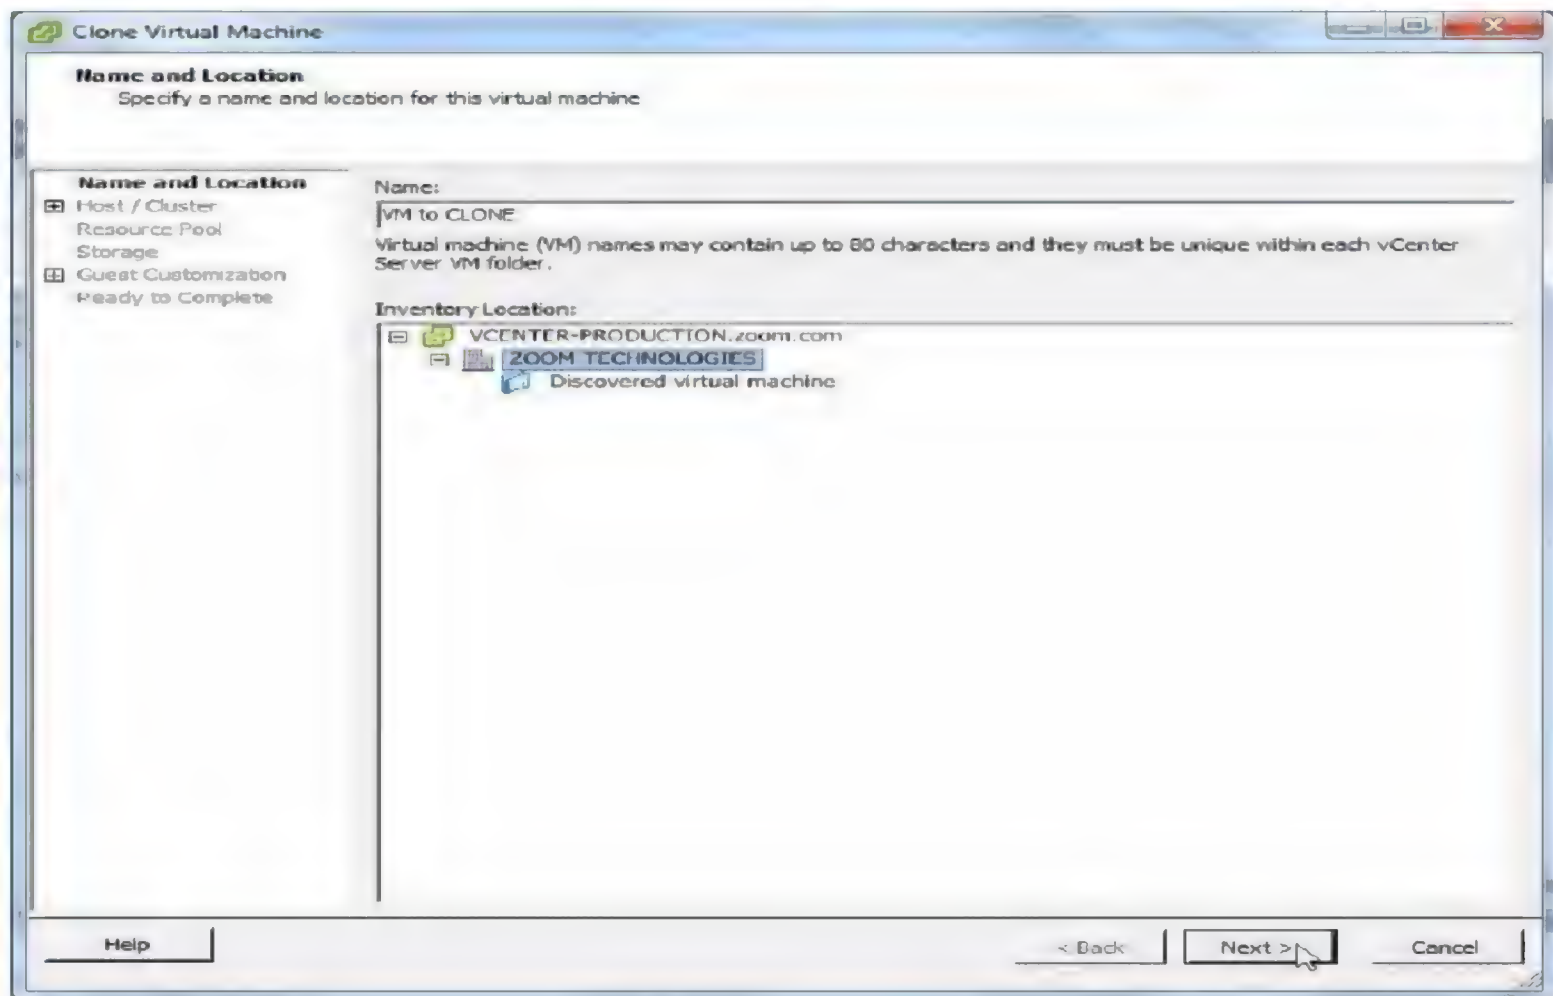 Clone Virtual Machine
Name and Location
Specify a name and location for this virtual machine
Name and Location
Host / Cluster
Resource Pool
Storage
Guest Customization
Ready to Complete
Name:
VM to CLONE
Virtual machine (VM) names may contain up to 80 characters and they must be unique within each vCenter
Server VM folder.
Inventory Location:
VCENTER-PRODUCTION.zoom.com
ZOOM TECHNOLOGIES
Discovered virtual machine
Help
< Back
Next >
Cancel